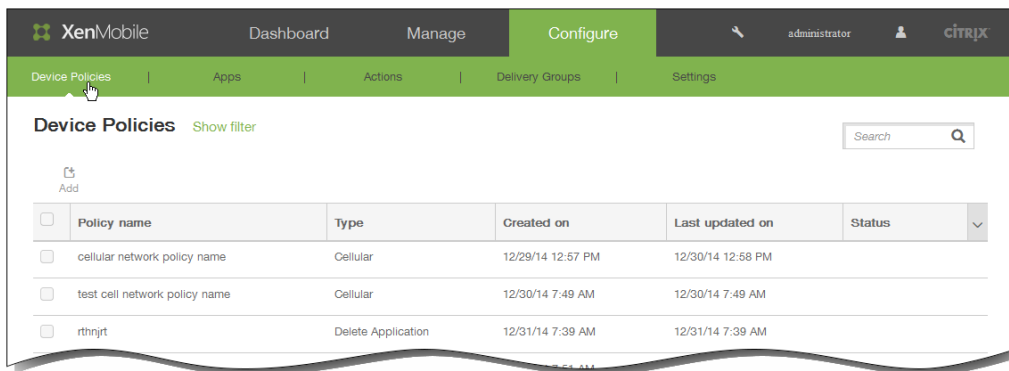 XenMobile Dashboard Manage Configure administrator CITRIX
Device Policies | Apps | Actions | Delivery Groups | Settings
Device Policies Show filter Search
Add
Policy name Type Created on Last updated on Status
cellular network policy name Cellular 12/29/14 12:57 PM 12/30/14 12:58 PM
test cell network policy name Cellular 12/30/14 7:49 AM 12/30/14 7:49 AM
rthnjrt Delete Application 12/31/14 7:39 AM 12/31/14 7:39 AM